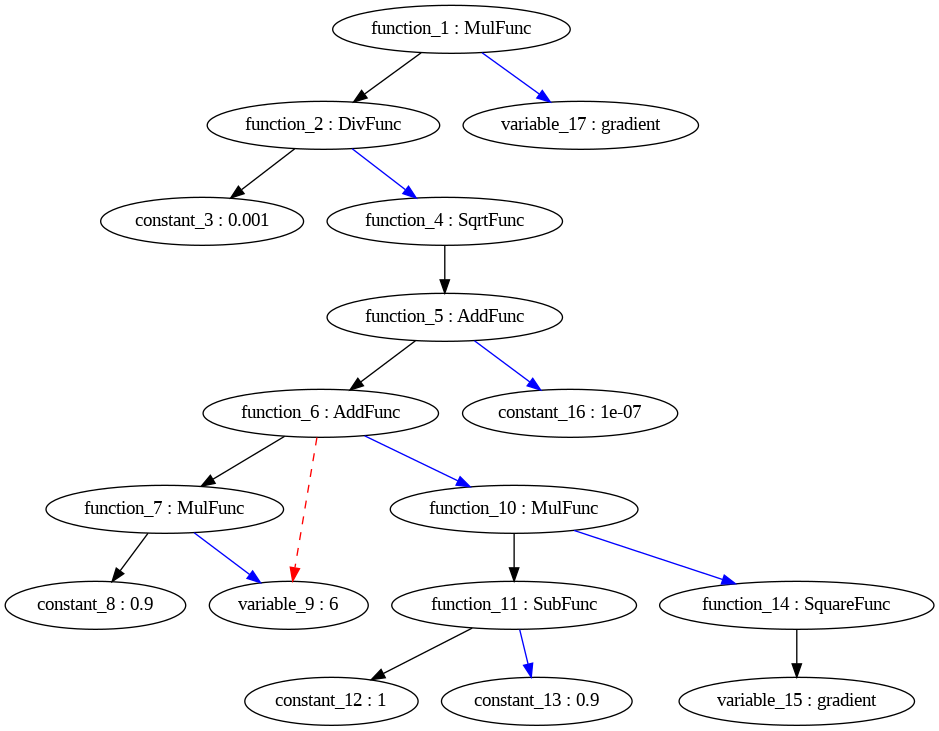 function_1 : MulFunc
function_2 : DivFunc
variable_17 : gradient
constant_3 : 0.001
function_4 : SqrtFunc
function_5 : AddFunc
function_6 : AddFunc
constant_16 : 1e-07
function_7 : MulFunc
function_10 : MulFunc
constant_8 : 0.9
variable_9 : 6
function_11 : SubFunc
function_14 : SquareFunc
constant_12 : 1
constant_13 : 0.9
variable_15 : gradient